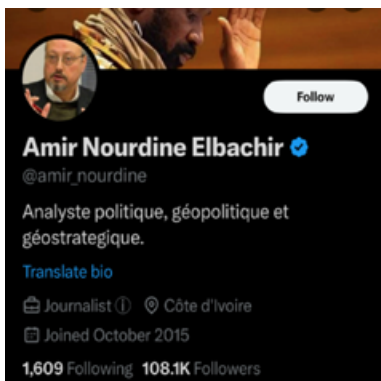 Follow
Amir Nourdine Elbachir
@amir_nourdine
Analyste politique, géopolitique et
géostrategique.
Translate bio
Journalist Côte d'Ivoire
Joined October 2015
1,609 Following 108.1K Followers